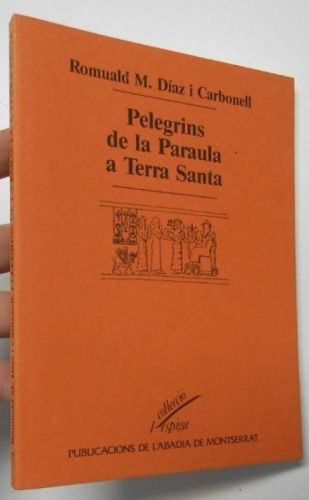 Romuald M. Díaz i Carbonell
Pelegrins
de la Paraula
a Terra Santa
col·lecció
l'espiga
PUBLICACIONS DE L'ABADIA DE MONTSERRAT